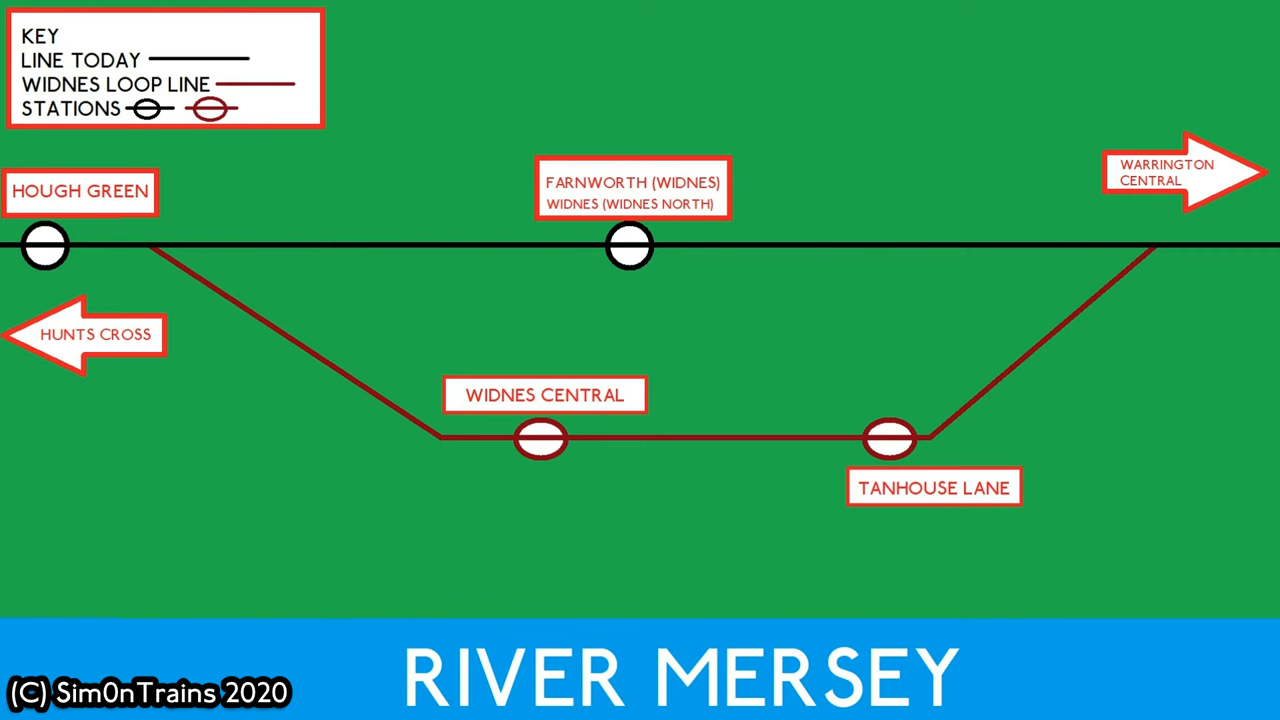 KEY
LINE TODAY
WIDNES LOOP LINE
STATIONS
HOUGH GREEN
FARNWORTH (WIDNES)
WIDNES (WIDNES NORTH)
WARRINGTON
CENTRAL
HUNTS CROSS
WIDNES CENTRAL
TANHOUSE LANE
RIVER MERSEY
(C) Sim0nTrains 2020